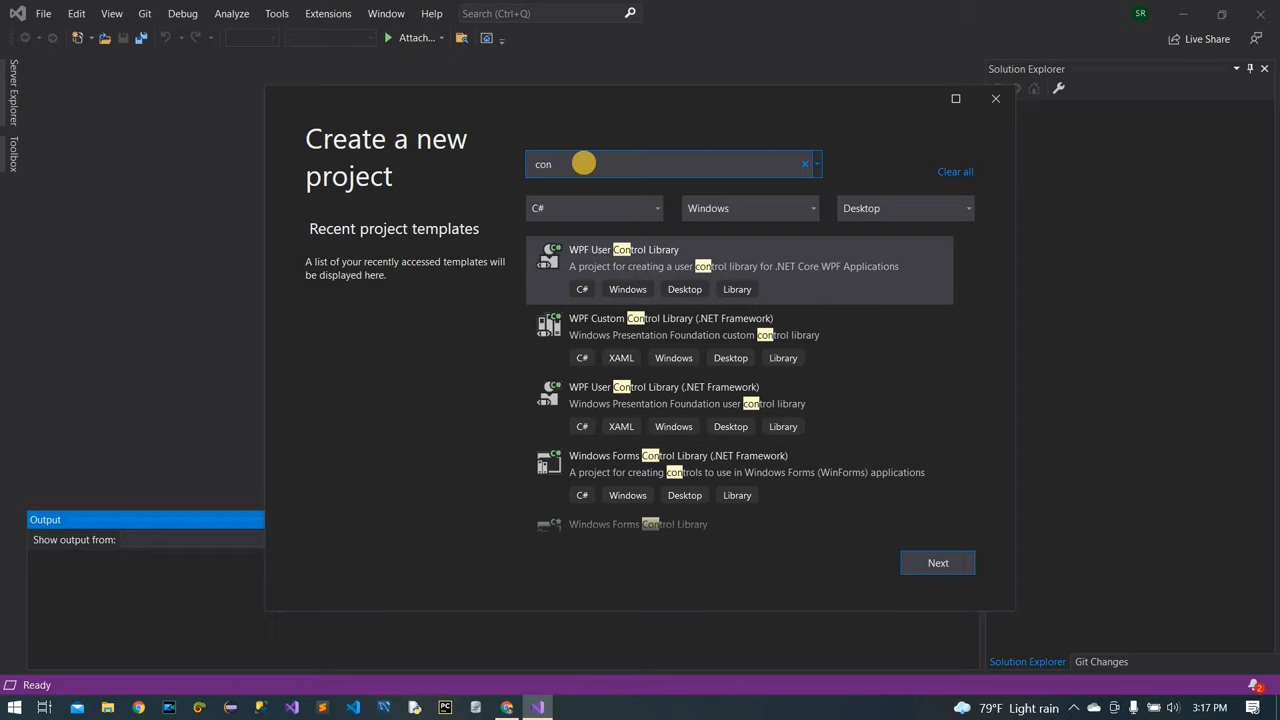 File Edit View Git Debug Analyze Tools Extensions Window Help Search (Ctrl+Q) SR
Attach... Live Share
Server Explorer
Toolbox
Solution Explorer
Create a new
project
con
Clear all
C# Windows Desktop
Recent project templates
A list of your recently accessed templates will
be displayed here.
WPF User Control Library
A project for creating a user control library for .NET Core WPF Applications
C# Windows Desktop Library
WPF Custom Control Library (.NET Framework)
Windows Presentation Foundation custom control library
C# XAML Windows Desktop Library
WPF User Control Library (.NET Framework)
Windows Presentation Foundation user control library
C# XAML Windows Desktop Library
Windows Forms Control Library (.NET Framework)
A project for creating controls to use in Windows Forms (WinForms) applications
C# Windows Desktop Library
Windows Forms Control Library
Next
Output
Show output from:
Solution Explorer Git Changes
Ready 2
79°F Light rain 3:17 PM